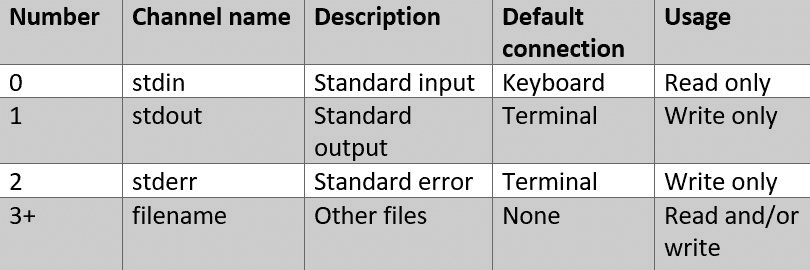 Number Channel name Description Default connection Usage
0 stdin Standard input Keyboard Read only
1 stdout Standard output Terminal Write only
2 stderr Standard error Terminal Write only
3+ filename Other files None Read and/or write